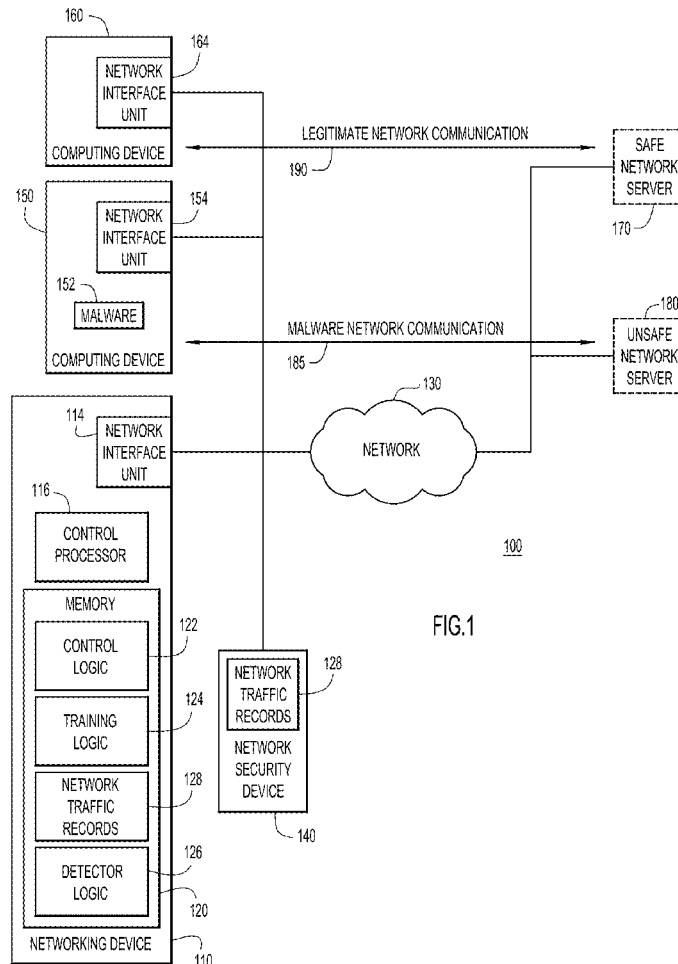 160
164
NETWORK
INTERFACE
UNIT
COMPUTING DEVICE
LEGITIMATE NETWORK COMMUNICATION
190
SAFE
NETWORK
SERVER
170
150
154
NETWORK
INTERFACE
UNIT
152
MALWARE
COMPUTING DEVICE
MALWARE NETWORK COMMUNICATION
185
180
UNSAFE
NETWORK
SERVER
114
NETWORK
INTERFACE
UNIT
130
NETWORK
116
CONTROL
PROCESSOR
100
MEMORY
CONTROL
LOGIC
122
TRAINING
LOGIC
124
NETWORK
TRAFFIC
RECORDS
128
DETECTOR
LOGIC
126
120
NETWORKING DEVICE
110
NETWORK
TRAFFIC
RECORDS
128
NETWORK
SECURITY
DEVICE
140
FIG.1